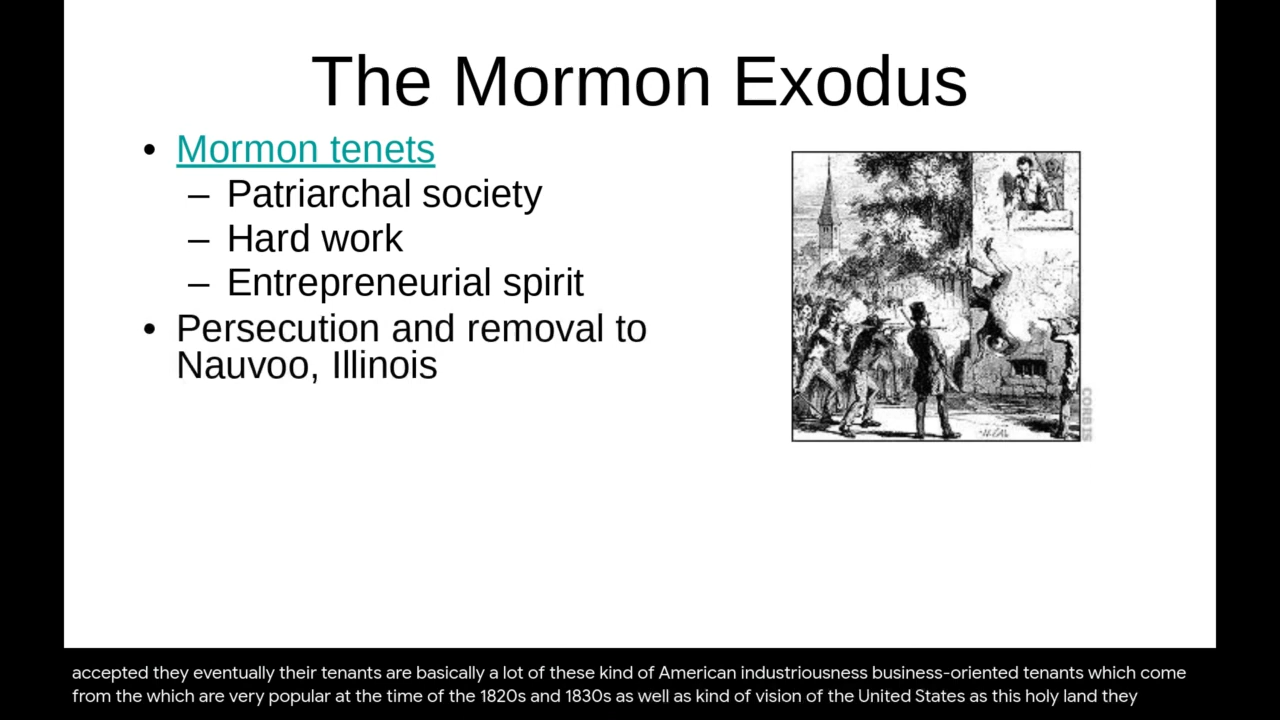 The Mormon Exodus
• Mormon tenets
– Patriarchal society
– Hard work
– Entrepreneurial spirit
• Persecution and removal to
Nauvoo, Illinois
CORBIS
accepted they eventually their tenants are basically a lot of these kind of American industriousness business-oriented tenants which come
from the which are very popular at the time of the 1820s and 1830s as well as kind of vision of the United States as this holy land they